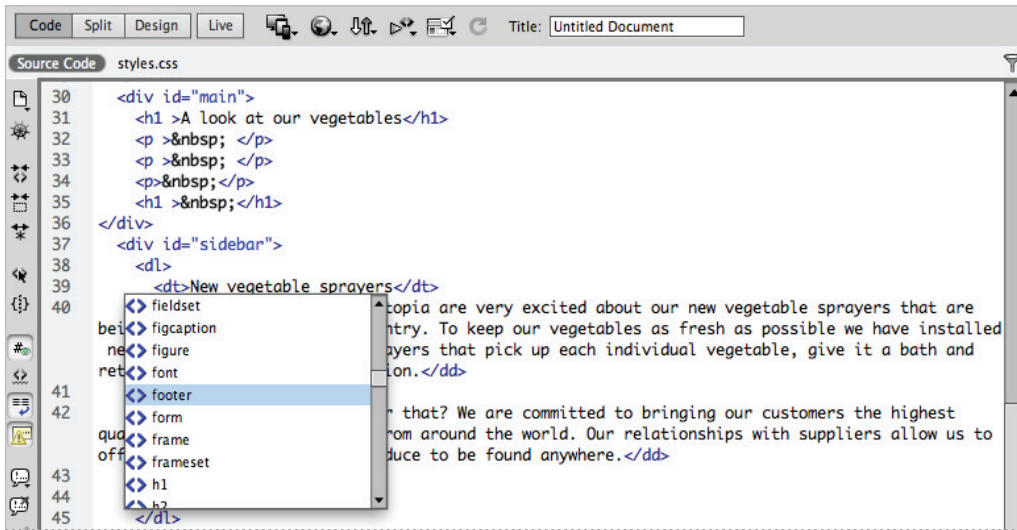 Code Split Design Live Title: Untitled Document
Source Code styles.css
30 <div id="main">
31 <h1 >A look at our vegetables</h1>
32 <p >&nbsp; </p>
33 <p >&nbsp; </p>
34 <p>&nbsp;</p>
35 <h1 >&nbsp;</h1>
36 </div>
37 <div id="sidebar">
38 <dl>
39 <dt>New vegetable sprayers</dt>
40 topia are very excited about our new vegetable sprayers that are
bei ntry. To keep our vegetables as fresh as possible we have installed
ne ayers that pick up each individual vegetable, give it a bath and
ret ion.</dd>
41
42 r that? We are committed to bringing our customers the highest
qua rom around the world. Our relationships with suppliers allow us to
off duce to be found anywhere.</dd>
43
44
45 </dl>
fieldset
figcaption
figure
font
footer
form
frame
frameset
h1
h2